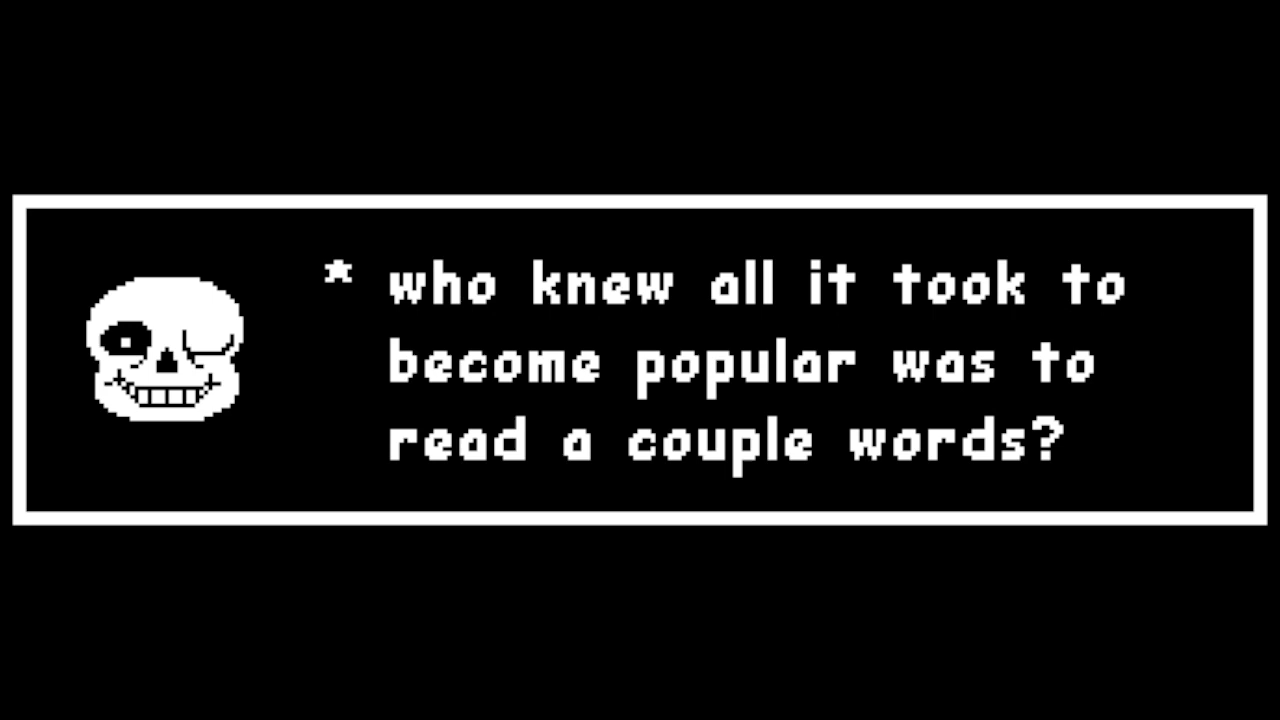 * who knew all it took to
become popular was to
read a couple words?